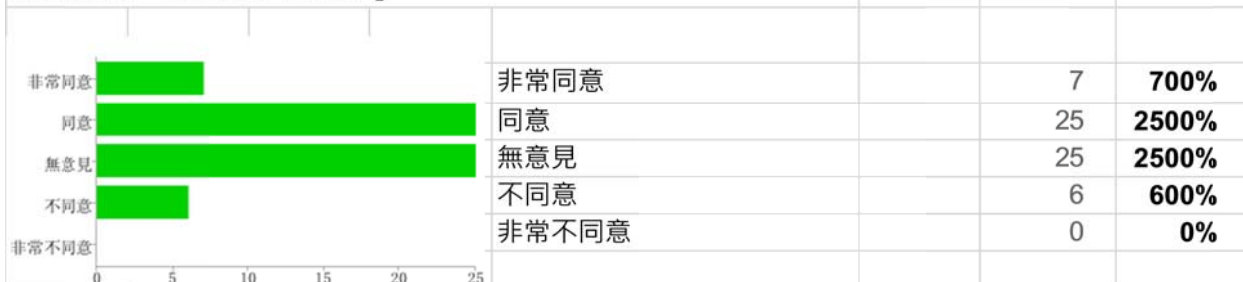 非常同意
同意
無意見
不同意
非常不同意
0 5 10 15 20 25
非常同意 7 700%
同意 25 2500%
無意見 25 2500%
不同意 6 600%
非常不同意 0 0%